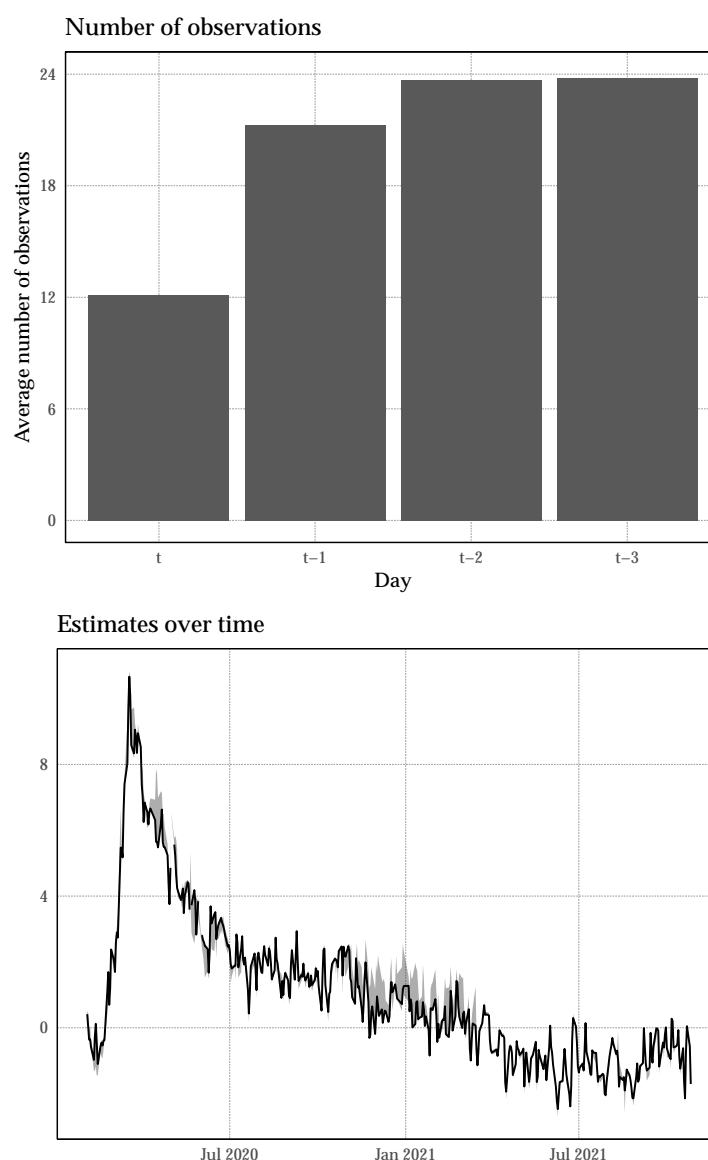 Number of observations
24
18
12
6
0
Average number of observations
t
t−1
t−2
t−3
Day
Estimates over time
8
4
0
Jul 2020
Jan 2021
Jul 2021